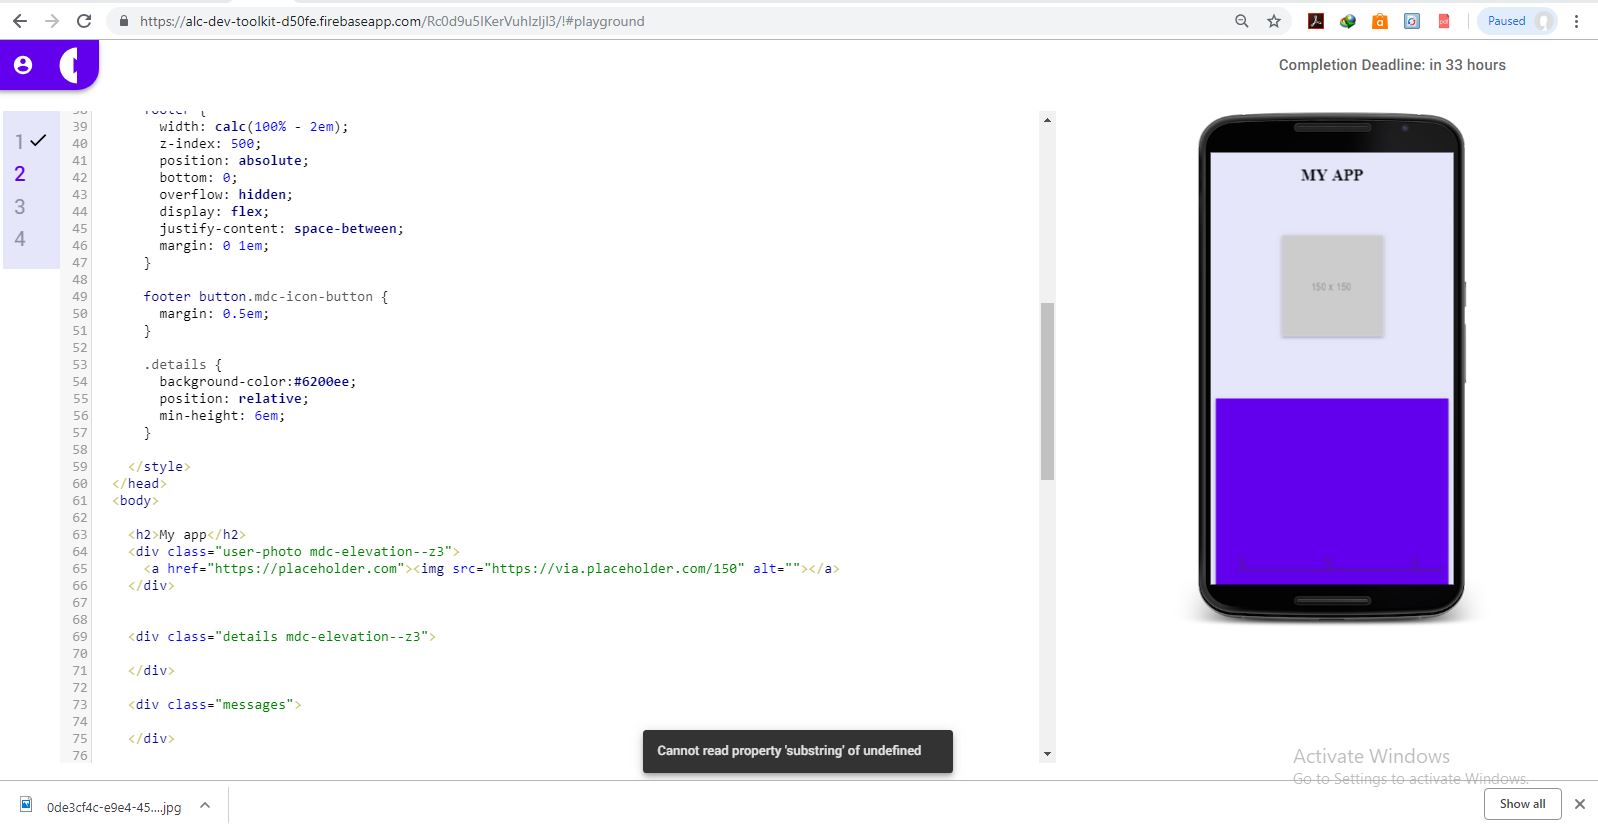 https://alc-dev-toolkit-d50fe.firebaseapp.com/Rc0d9u5IKerVuhIzIjI3/!#playground
Paused
Completion Deadline: in 33 hours
1
2
3
4
38 footer {
39 width: calc(100% - 2em);
40 z-index: 500;
41 position: absolute;
42 bottom: 0;
43 overflow: hidden;
44 display: flex;
45 justify-content: space-between;
46 margin: 0 1em;
47 }
48
49 footer button.mdc-icon-button {
50 margin: 0.5em;
51 }
52
53 .details {
54 background-color:#6200ee;
55 position: relative;
56 min-height: 6em;
57 }
58
59 </style>
60 </head>
61 <body>
62
63 <h2>My app</h2>
64 <div class="user-photo mdc-elevation--z3">
65 <a href="https://placeholder.com"><img src="https://via.placeholder.com/150" alt=""></a>
66 </div>
67
68
69 <div class="details mdc-elevation--z3">
70
71 </div>
72
73 <div class="messages">
74
75 </div>
76
MY APP
150 x 150
Cannot read property 'substring' of undefined
Activate Windows
Go to Settings to activate Windows.
0de3cf4c-e9e4-45....jpg
Show all